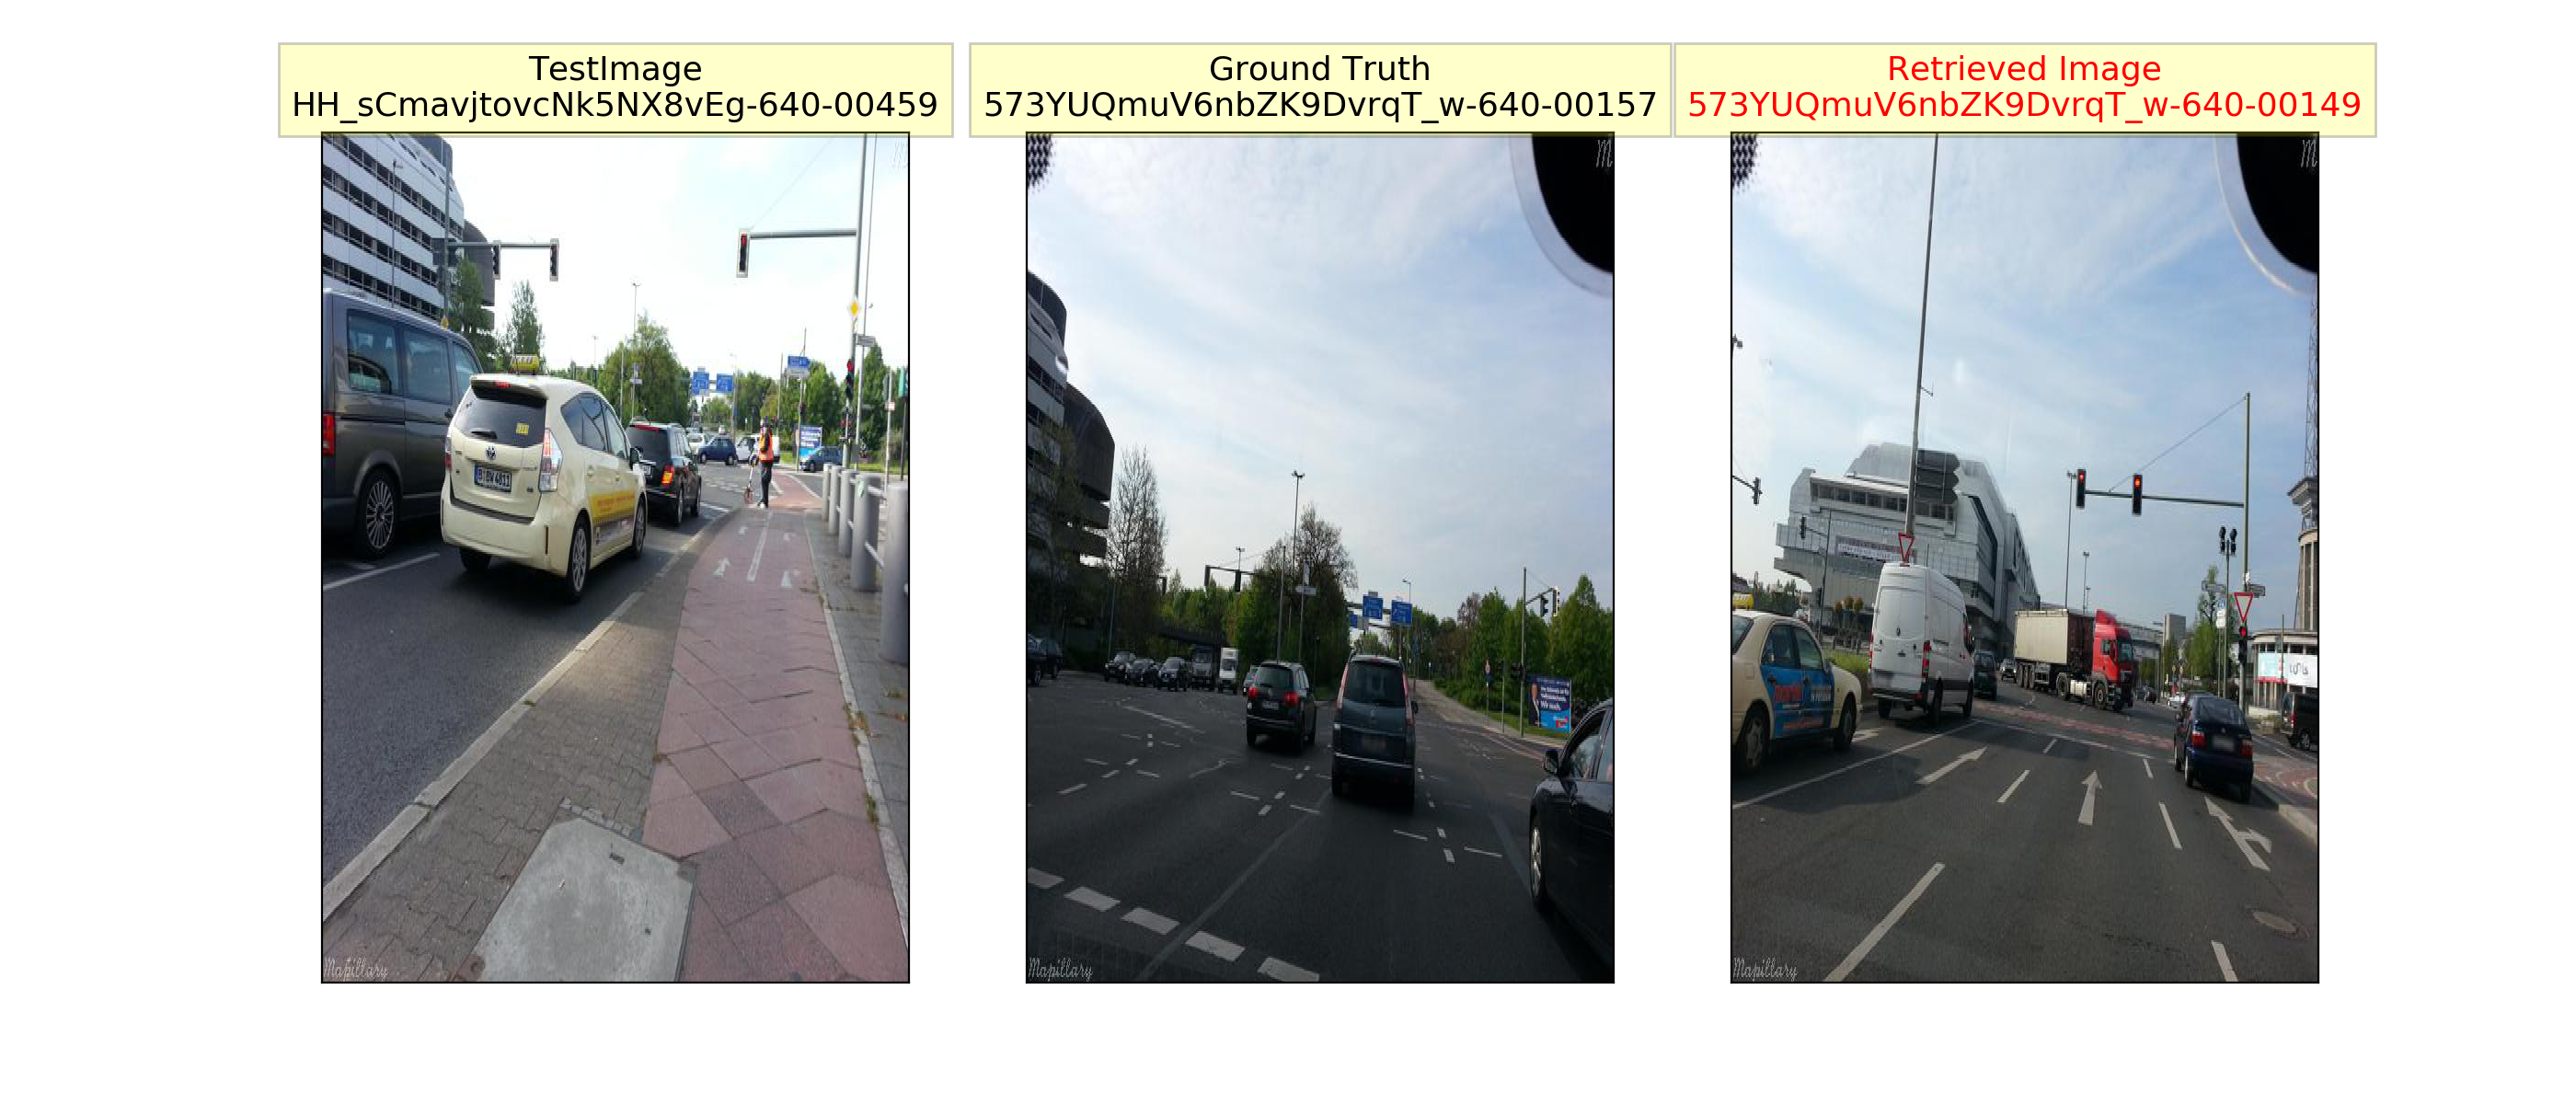 TestImage
HH_sCmavjtovcNk5NX8vEg-640-00459
Ground Truth
573YUQmuV6nbZK9DvrqT_w-640-00157
Retrieved Image
573YUQmuV6nbZK9DvrqT_w-640-00149
Mapillary
Mapillary
Mapillary